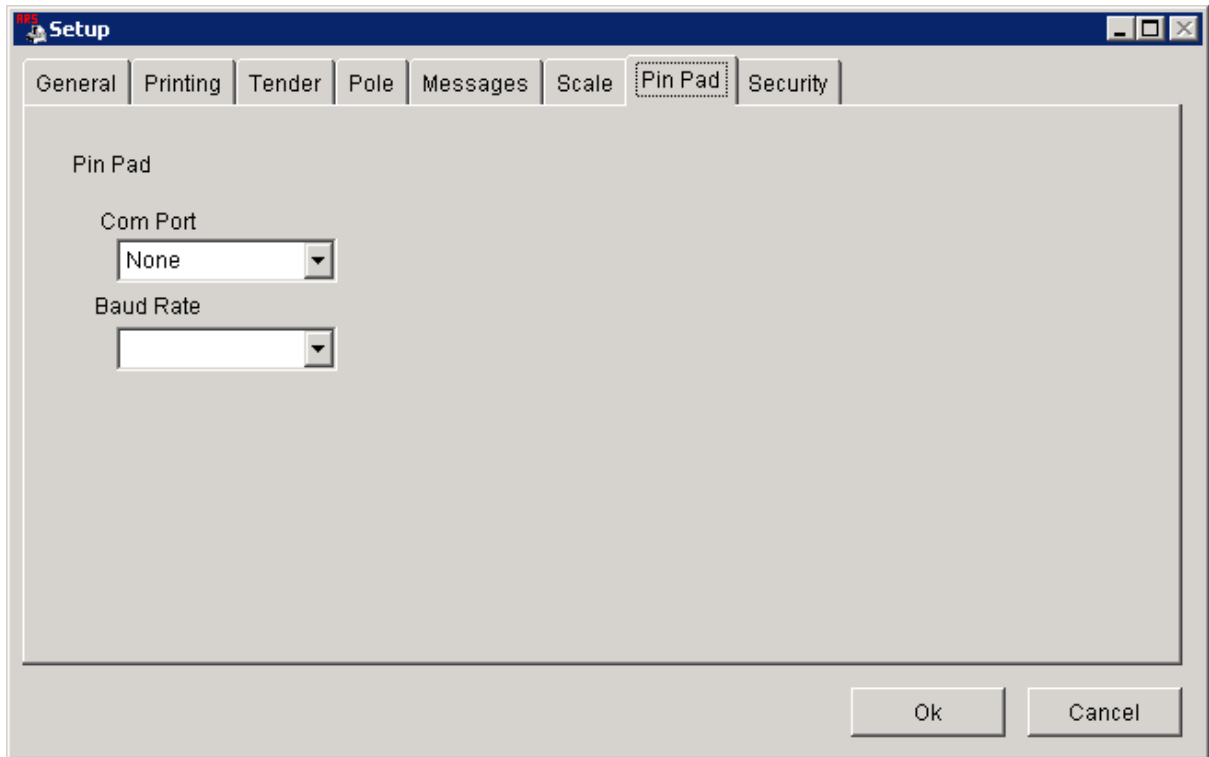 ARS
Setup
General Printing Tender Pole Messages Scale Pin Pad Security
Pin Pad
Com Port
None
Baud Rate
Ok Cancel